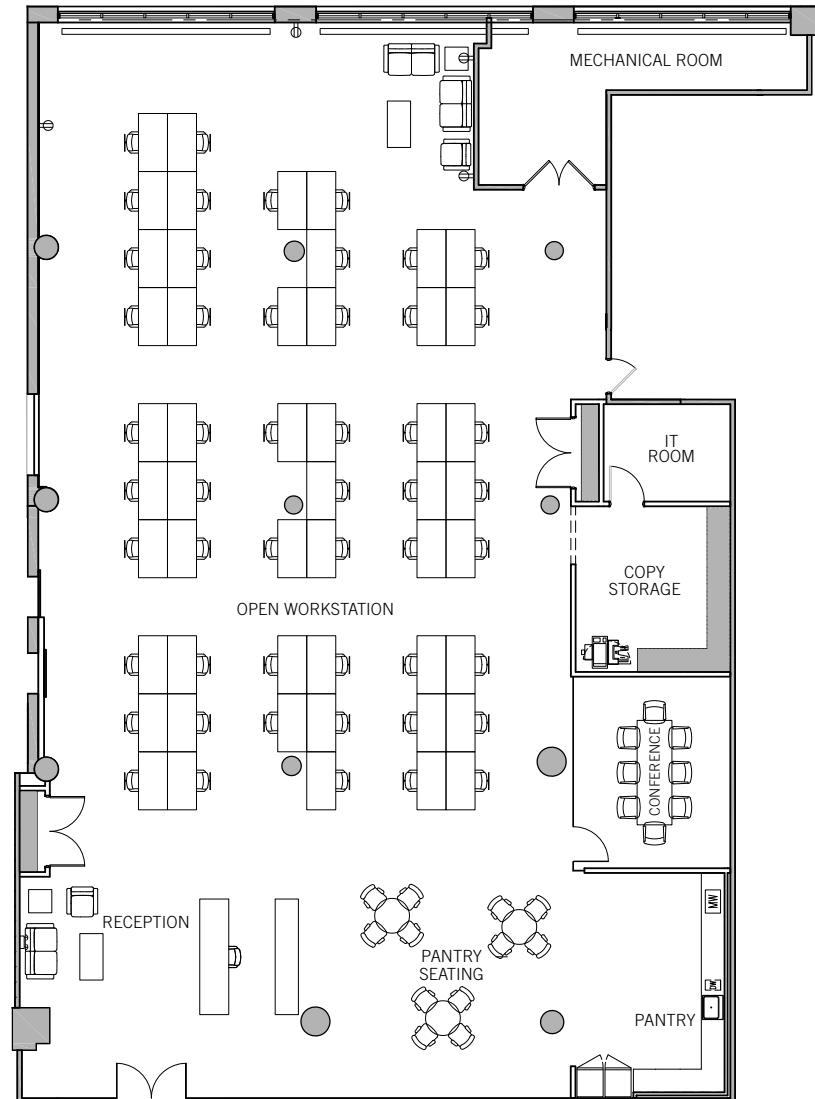 MECHANICAL ROOM
IT
ROOM
COPY
STORAGE
OPEN WORKSTATION
CONFERENCE
RECEPTION
MW
PANTRY
SEATING
PANTRY